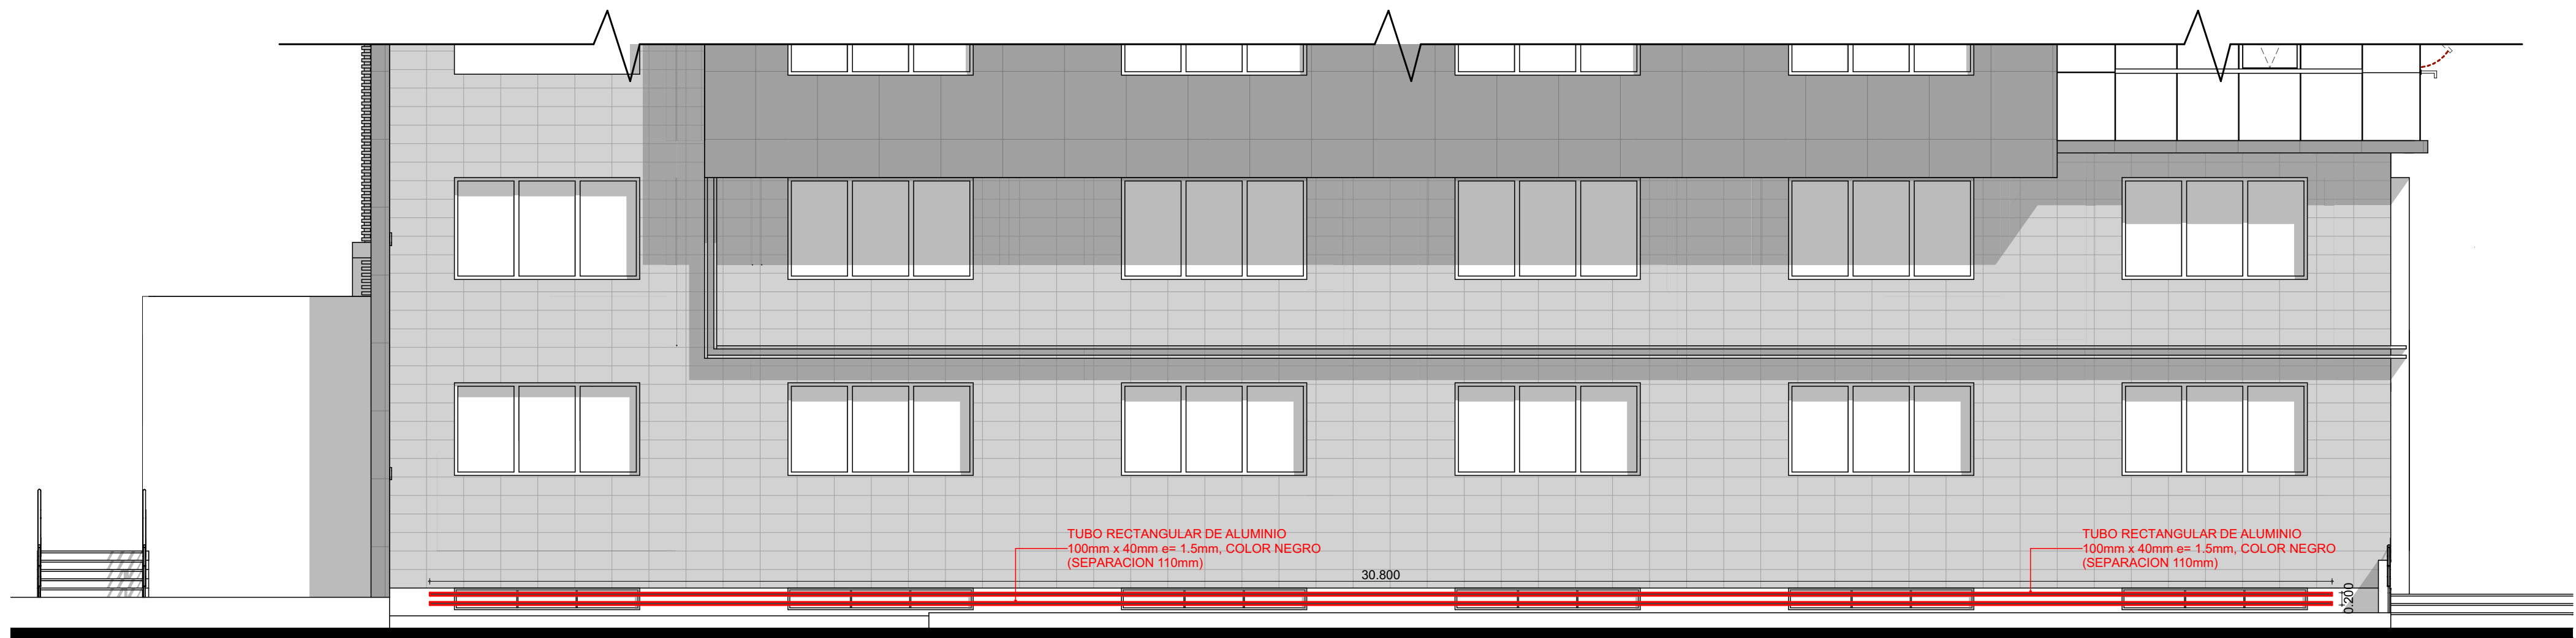 TUBO RECTANGULAR DE ALUMINIO
100mm x 40mm e= 1.5mm, COLOR NEGRO
(SEPARACION 110mm)
TUBO RECTANGULAR DE ALUMINIO
100mm x 40mm e= 1.5mm, COLOR NEGRO
(SEPARACION 110mm)
30.800
0.200